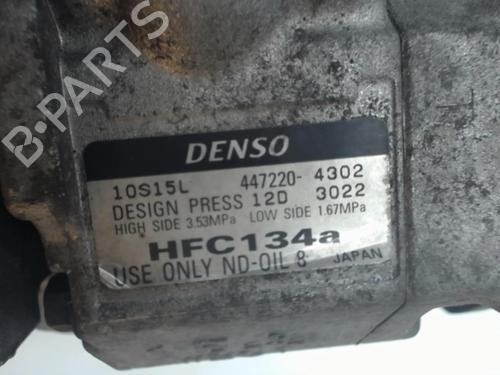 B-PARTS
DENSO
10S15L 447220-4302
DESIGN PRESS 12D 3022
HIGH SIDE 3.53MPa LOW SIDE 1.67MPa
HFC134a
USE ONLY ND-OIL 8 JAPAN